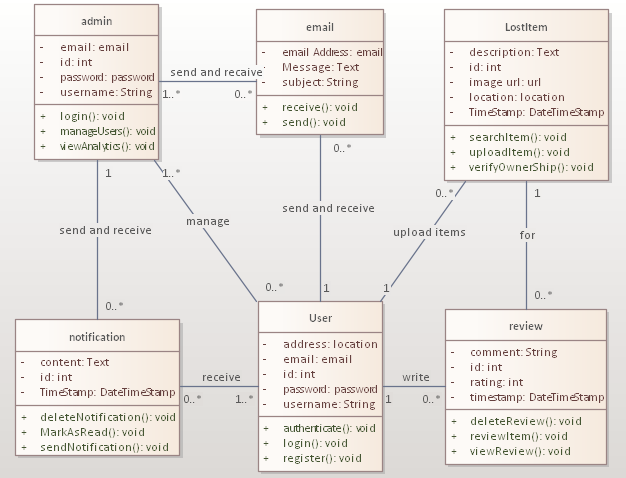 admin
- email: email
- id: int
- password: password
- username: String
+ login(): void
+ manageUsers(): void
+ viewAnalytics(): void
send and recaive
1..*
0..*
email
- email Address: email
- Message: Text
- subject: String
+ receive(): void
+ send(): void
LostItem
- description: Text
- id: int
- image url: url
- location: location
- TimeStamp: DateTimeStamp
+ searchItem(): void
+ uploadItem(): void
+ verifyOwnerShip(): void
1
send and receive
0..*
1..*
manage
0..*
0..*
send and receive
1
0..*
upload items
1
1
for
0..*
notification
- content: Text
- id: int
- TimeStamp: DateTimeStamp
+ deleteNotification(): void
+ MarkAsRead(): void
+ sendNotification(): void
receive
0..*
1..*
User
- address: location
- email: email
- id: int
- password: password
- username: String
+ authenticate(): void
+ login(): void
+ register(): void
write
1
0..*
review
- comment: String
- id: int
- rating: int
- timestamp: DateTimeStamp
+ deleteReview(): void
+ reviewItem(): void
+ viewReview(): void